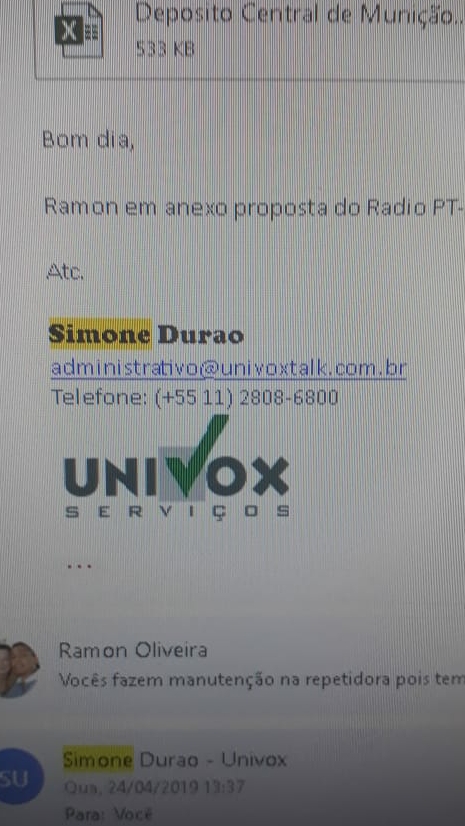 Deposito Central de Munição...
533 KB
Bom dia,
Ramon em anexo proposta do Radio PT-
Atc.
Simone Durao
administrativo@univoxtalk.com.br
Telefone: (+55 11) 2808-6800
UNIVOX
SERVIÇOS
...
Ramon Oliveira
Vocês fazem manutenção na repetidora pois tem
SU
Simone Durao - Univox
Qua, 24/04/2019 13:37
Para: Você